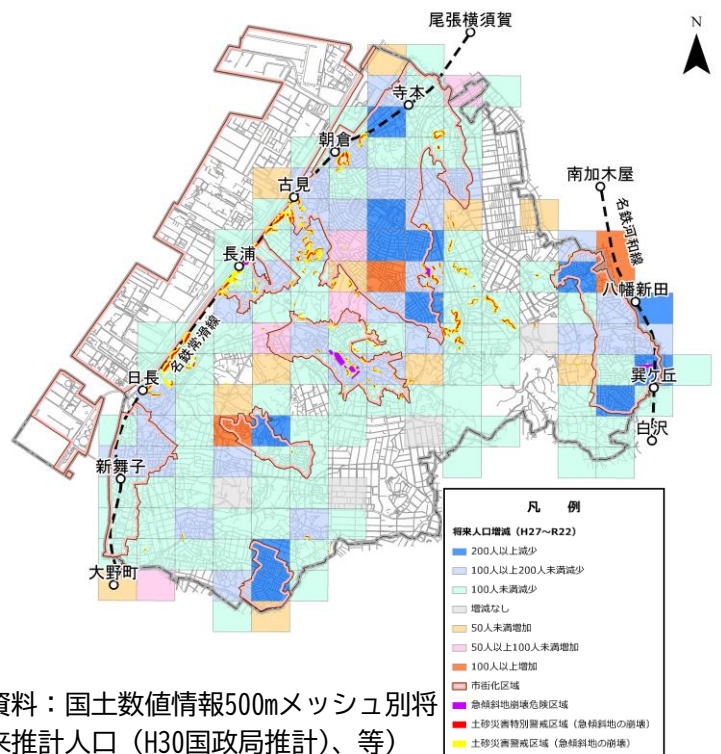 尾張横須賀
N
寺本
朝倉
南加木屋
古見
名鉄河和線
長浦
八幡新田
名鉄常滑線
日長
巽ケ丘
白沢
新舞子
大野町
凡 例
将来人口増減（H27～R22）
200人以上減少
100人以上200人未満減少
100人未満減少
増減なし
50人未満増加
50人以上100人未満増加
100人以上増加
市街化区域
急傾斜地崩壊危険区域
土砂災害特別警戒区域（急傾斜地の崩壊）
土砂災害警戒区域（急傾斜地の崩壊）
資料：国土数値情報500mメッシュ別将
来推計人口（H30国政局推計）、等）